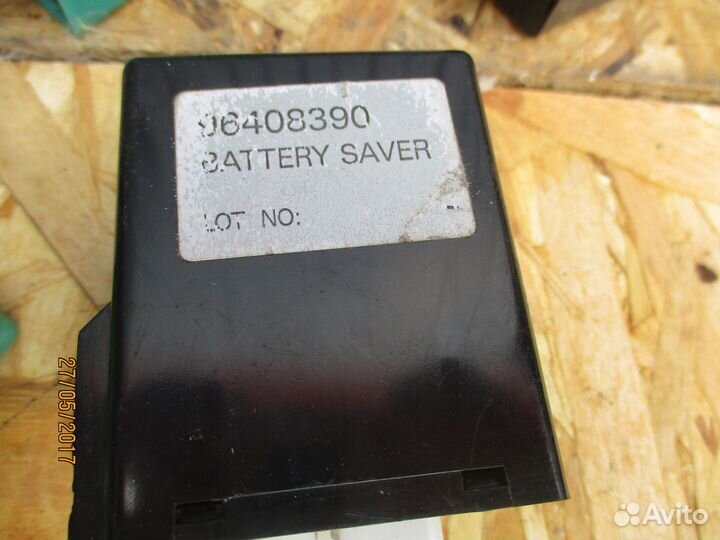 96408390
BATTERY SAVER
LOT NO:
27/05/2017
Avito